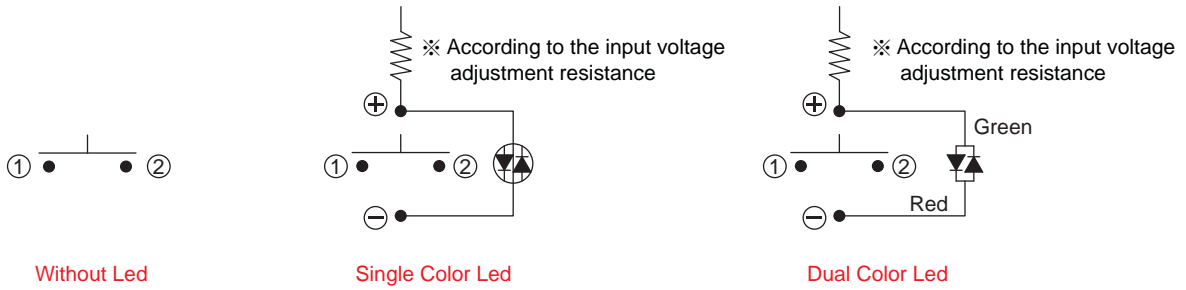 ※ According to the input voltage
adjustment resistance
⊕
① ②
⊖
Single Color Led
① ②
Without Led
※ According to the input voltage
adjustment resistance
⊕
Green
① ②
Red
⊖
Dual Color Led